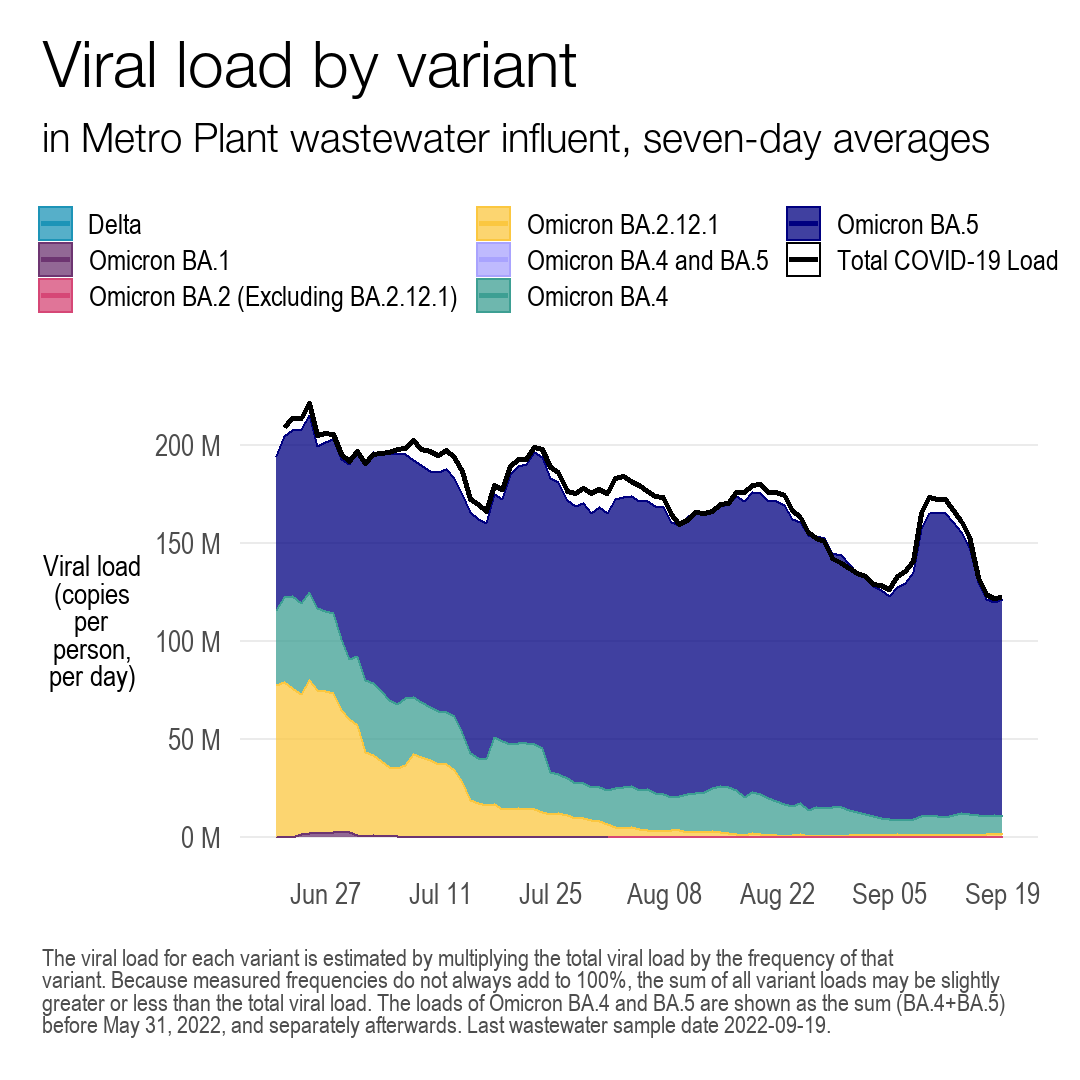 Viral load by variant
in Metro Plant wastewater influent, seven-day averages
Delta
Omicron BA.1
Omicron BA.2 (Excluding BA.2.12.1)
Omicron BA.2.12.1
Omicron BA.4 and BA.5
Omicron BA.4
Omicron BA.5
Total COVID-19 Load
200 M
150 M
100 M
50 M
0 M
Viral load
(copies
per
person,
per day)
Jun 27
Jul 11
Jul 25
Aug 08
Aug 22
Sep 05
Sep 19
The viral load for each variant is estimated by multiplying the total viral load by the frequency of that
variant. Because measured frequencies do not always add to 100%, the sum of all variant loads may be slightly
greater or less than the total viral load. The loads of Omicron BA.4 and BA.5 are shown as the sum (BA.4+BA.5)
before May 31, 2022, and separately afterwards. Last wastewater sample date 2022-09-19.